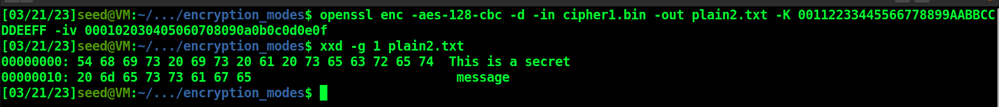 [03/21/23]seed@VM:~/.../encryption_modes$ openssl enc -aes-128-cbc -d -in cipher1.bin -out plain2.txt -K 00112233445566778899AABBCC
DDEEFF -iv 000102030405060708090a0b0c0d0e0f
[03/21/23]seed@VM:~/.../encryption_modes$ xxd -g 1 plain2.txt
00000000: 54 68 69 73 20 69 73 20 61 20 73 65 63 72 65 74  This is a secret
00000010: 20 6d 65 73 73 61 67 65                           message
[03/21/23]seed@VM:~/.../encryption_modes$